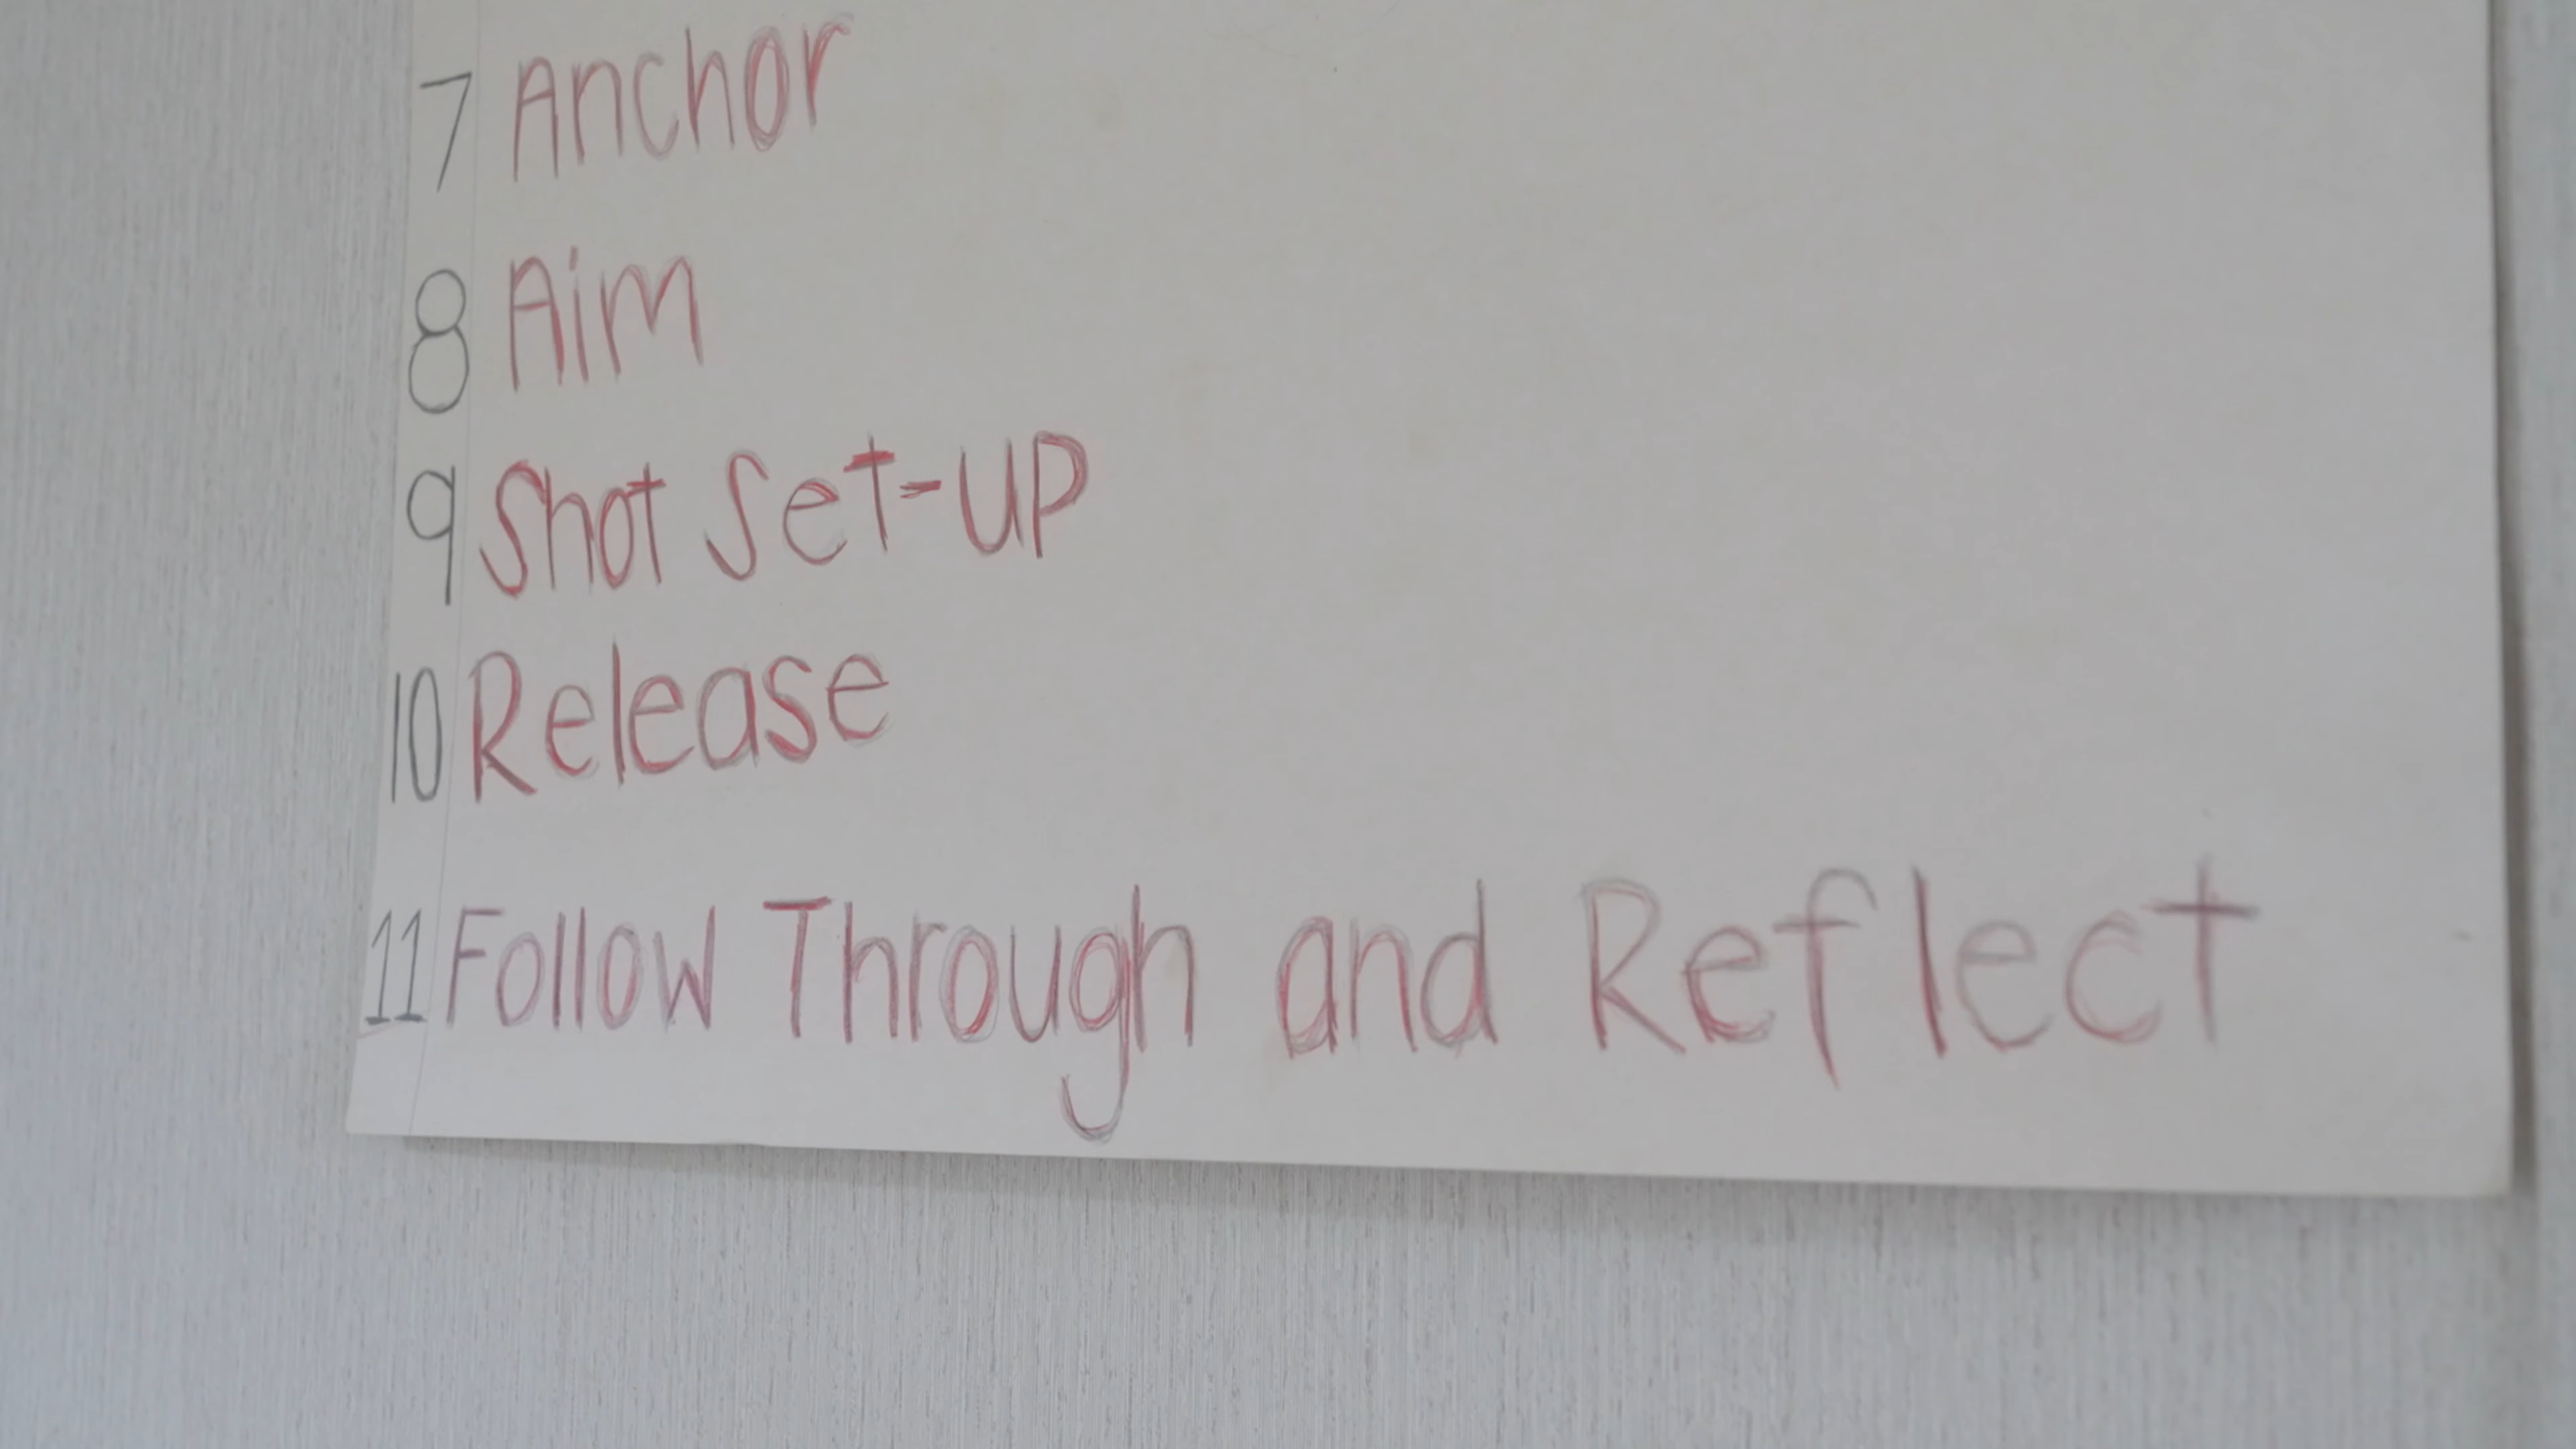 7 Anchor
8 Aim
9 Shot Set-up
10 Release
11 Follow Through and Reflect